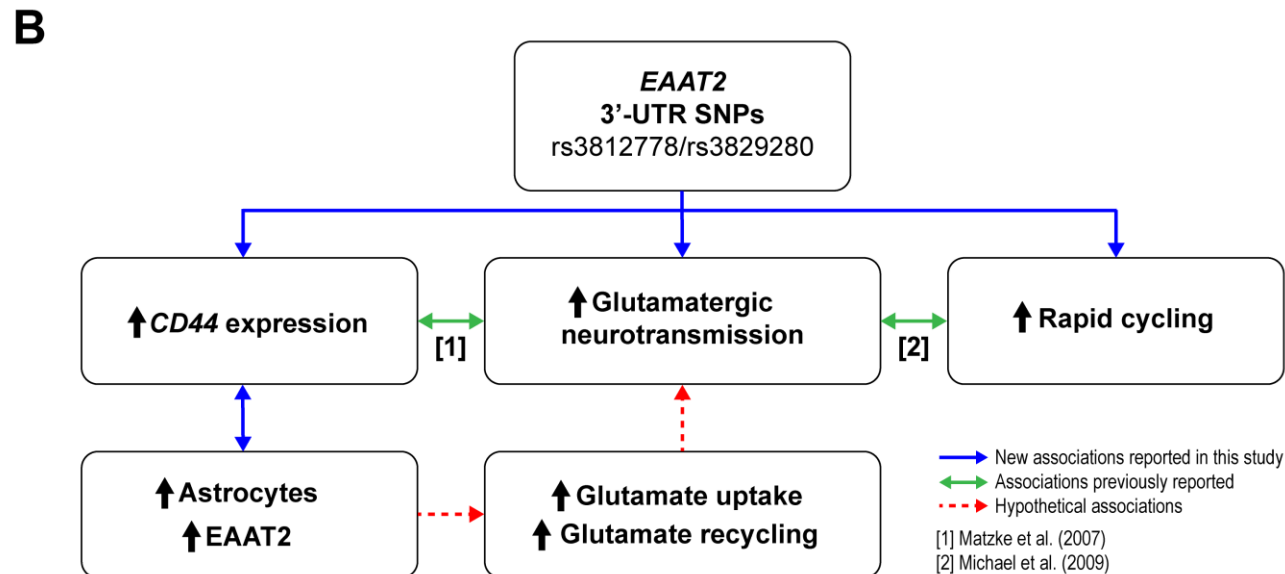 B
EAAT2
3’-UTR SNPs
rs3812778/rs3829280
CD44 expression
[1]
Glutamatergic
neurotransmission
[2]
Rapid cycling
Astrocytes
EAAT2
Glutamate uptake
Glutamate recycling
New associations reported in this study
Associations previously reported
Hypothetical associations
[1] Matzke et al. (2007)
[2] Michael et al. (2009)